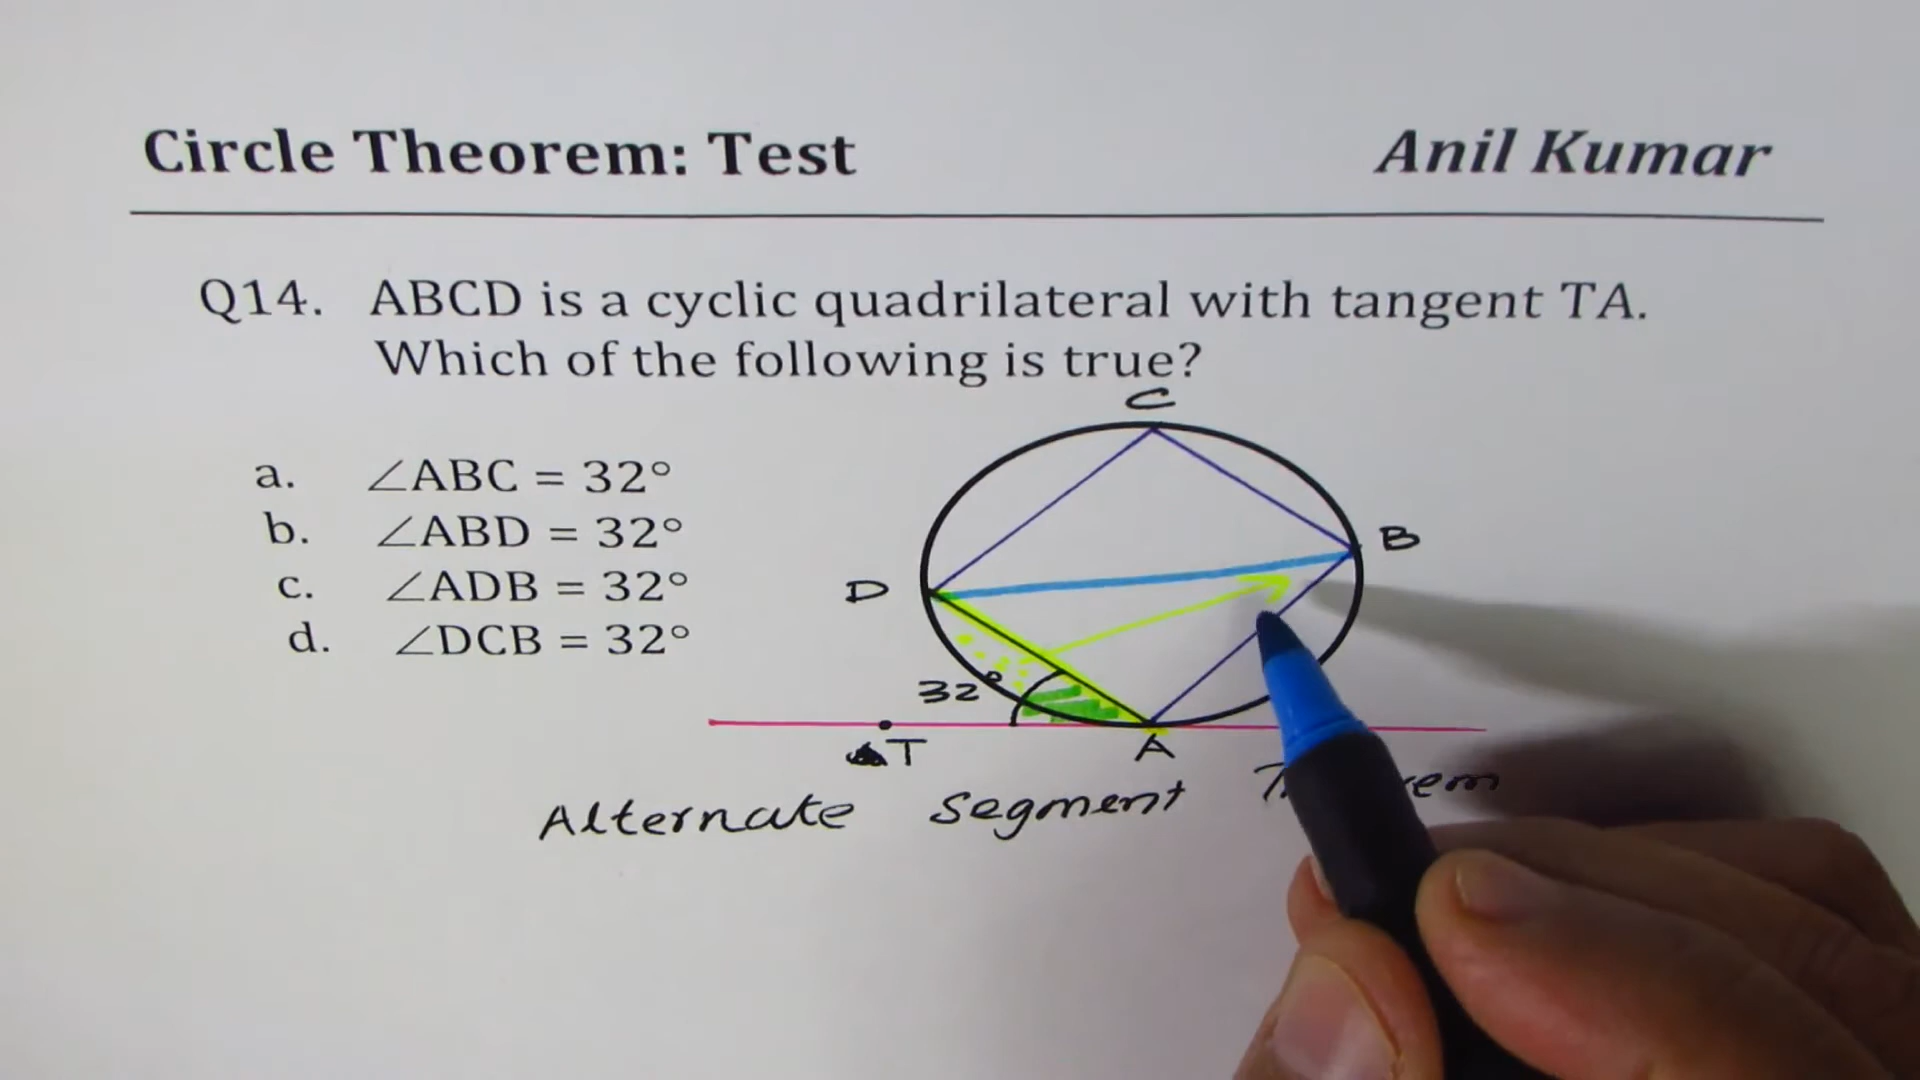 Circle Theorem: Test
Anil Kumar
Q14. ABCD is a cyclic quadrilateral with tangent TA.
Which of the following is true?
a. ∠ABC = 32°
b. ∠ABD = 32°
c. ∠ADB = 32°
d. ∠DCB = 32°
C
B
D
32°
T
A
Alternate segment